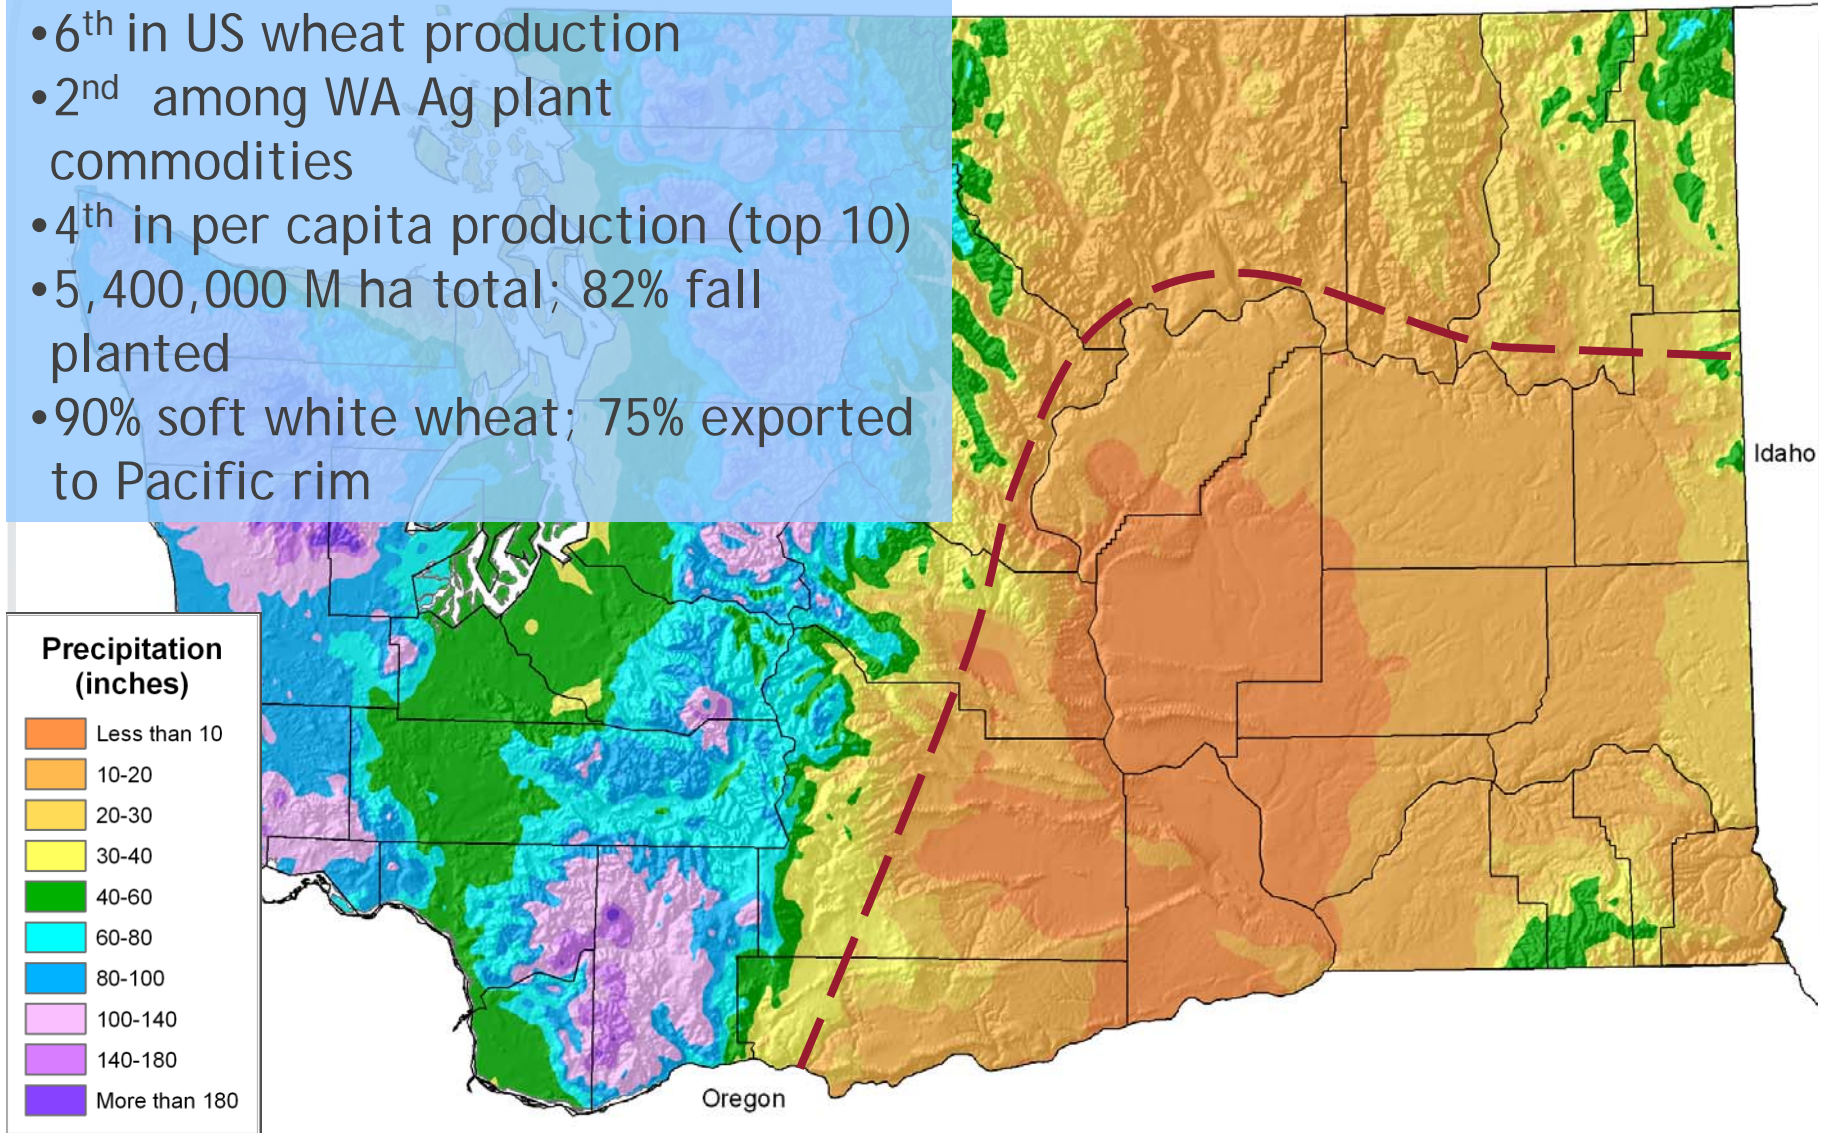 •6th in US wheat production
•2nd among WA Ag plant
commodities
•4th in per capita production (top 10)
•5,400,000 M ha total; 82% fall
planted
•90% soft white wheat; 75% exported
to Pacific rim
Idaho
Precipitation
(inches)
Less than 10
10-20
20-30
30-40
40-60
60-80
80-100
100-140
140-180
More than 180
Oregon